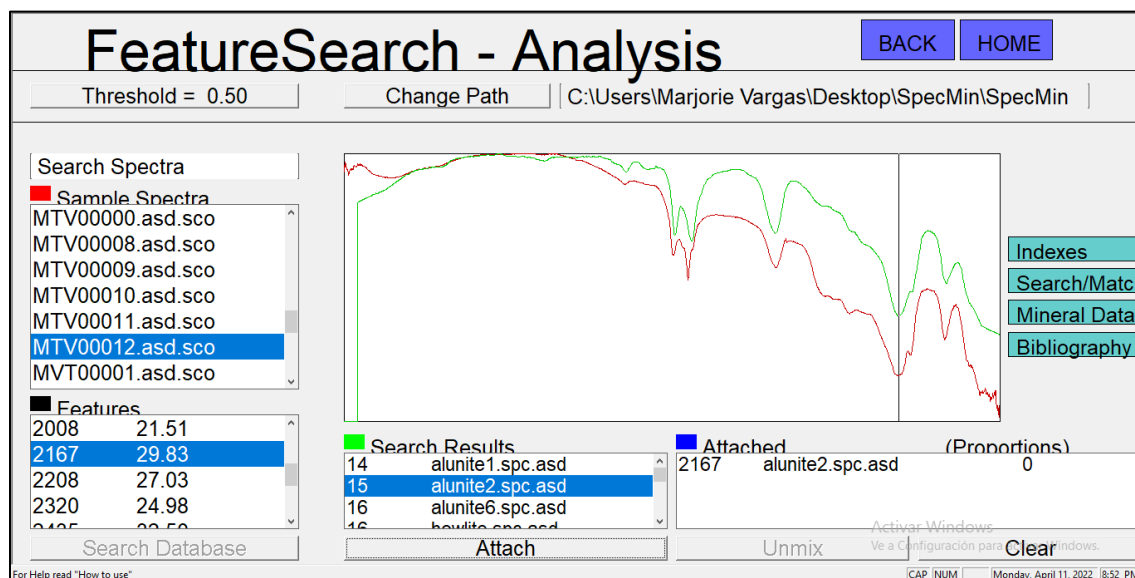 FeatureSearch - Analysis
BACK
HOME
Threshold = 0.50
Change Path
C:\Users\Marjorie Vargas\Desktop\SpecMin\SpecMin
Search Spectra
Sample Spectra
MTV00000.asd.sco
MTV00008.asd.sco
MTV00009.asd.sco
MTV00010.asd.sco
MTV00011.asd.sco
MTV00012.asd.sco
MVT00001.asd.sco
Indexes
Search/Matc
Mineral Data
Bibliography
Features
2008 21.51
2167 29.83
2208 27.03
2320 24.98
Search Database
Search Results
14 alunite1.spc.asd
15 alunite2.spc.asd
16 alunite6.spc.asd
16 howlite.spc.asd
Attach
Attached (Proportions)
2167 alunite2.spc.asd 0
Unmix
Clear
Activar Windows
Ve a Configuración para activar Windows.
For Help read "How to use"
CAP NUM Monday, April 11, 2022 8:52 PM